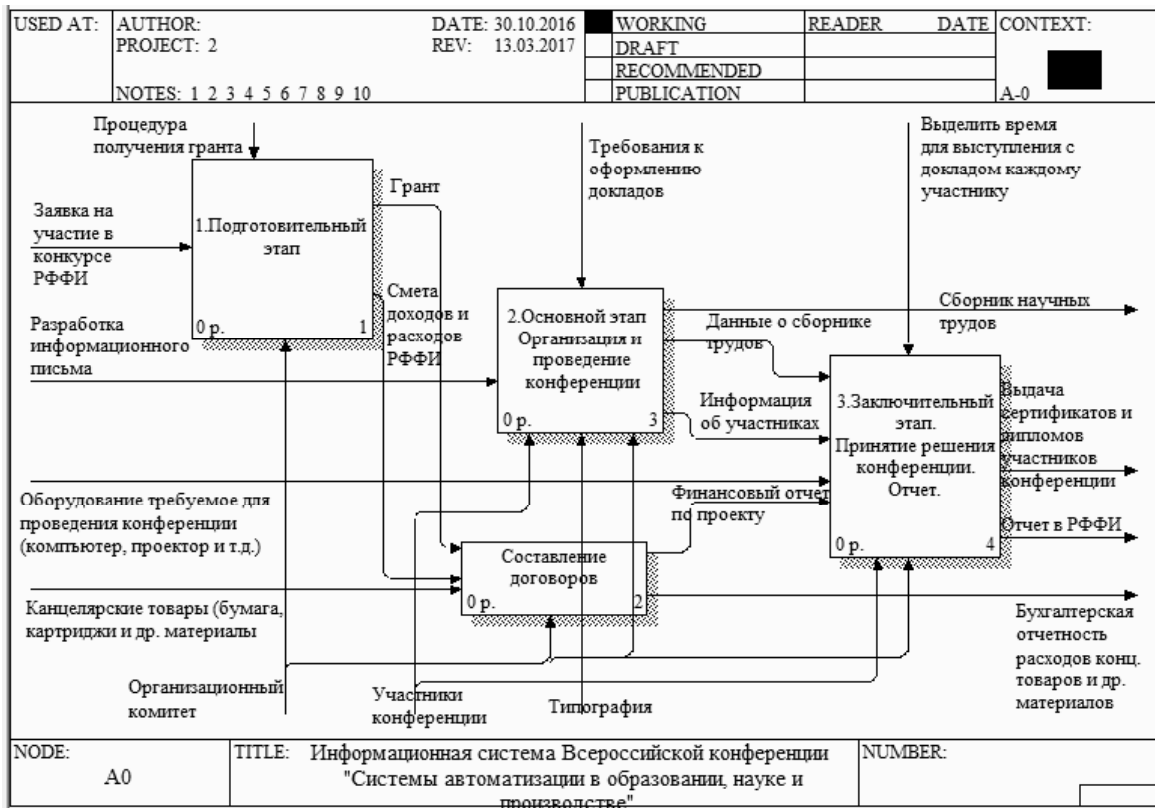 USED AT:
AUTHOR:
DATE: 30.10.2016
PROJECT: 2
REV: 13.03.2017
NOTES: 1 2 3 4 5 6 7 8 9 10
WORKING
DRAFT
RECOMMENDED
PUBLICATION
READER DATE
CONTEXT:
A-0
Процедура
получения гранта
Требования к
оформлению
докладов
Выделить время
для выступления с
докладом каждому
участнику
Заявка на
участие в
конкурсе
РФФИ
1.Подготовительный
этап
0 р. 1
Грант
Смета
доходов и
расходов
РФФИ
Разработка
информационного
письма
2.Основной этап
Организация и
проведение
конференции
0 р. 3
Сборник научных
трудов
Данные о сборнике
трудов
Информация
об участниках
3.Заключительный
этап.
Принятие решения
конференции.
Отчет.
0 р. 4
Выдача
сертификатов и
дипломов
участников
конференции
Отчет в РФФИ
Оборудование требуемое для
проведения конференции
(компьютер, проектор и т.д.)
Финансовый отчет
по проекту
Составление
договоров
0 р. 2
Канцелярские товары (бумага,
картриджи и др. материалы
Бухгалтерская
отчетность
расходов конц.
товаров и др.
материалов
Организационный
комитет
Участники
конференции
Типография
NODE:
A0
TITLE:
Информационная система Всероссийской конференции
"Системы автоматизации в образовании, науке и
производстве"
NUMBER: